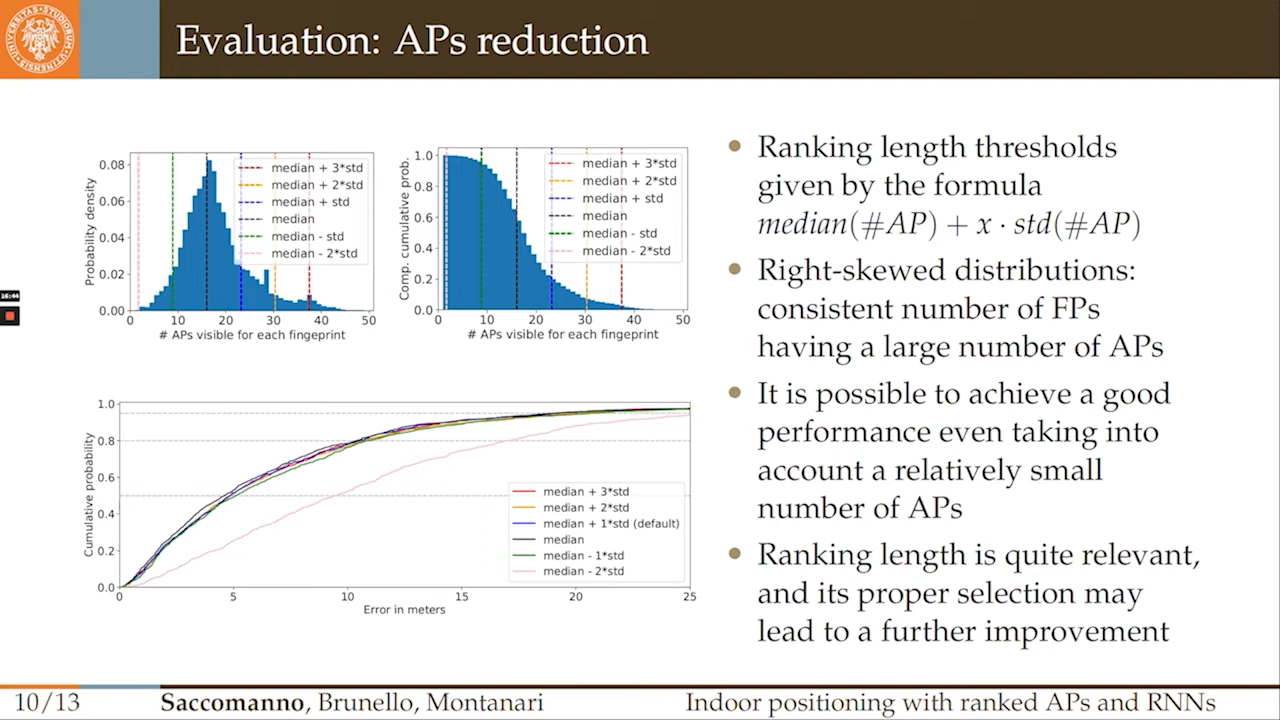 Evaluation: APs reduction
Probability density
0.08
0.06
0.04
0.02
0.00
0
10
20
30
40
50
# APs visible for each fingeprint
median + 3*std
median + 2*std
median + std
median
median - std
median - 2*std
Comp. cumulative prob.
1.0
0.8
0.6
0.4
0.2
0.0
0
10
20
30
40
50
# APs visible for each fingeprint
median + 3*std
median + 2*std
median + std
median
median - std
median - 2*std
Cumulative probability
1.0
0.8
0.6
0.4
0.2
0.0
0
5
10
15
20
25
Error in meters
median + 3*std
median + 2*std
median + 1*std (default)
median
median - 1*std
median - 2*std
• Ranking length thresholds
given by the formula
median(#AP) + x · std(#AP)
• Right-skewed distributions:
consistent number of FPs
having a large number of APs
• It is possible to achieve a good
performance even taking into
account a relatively small
number of APs
• Ranking length is quite relevant,
and its proper selection may
lead to a further improvement
10/13
Saccomanno, Brunello, Montanari
Indoor positioning with ranked APs and RNNs